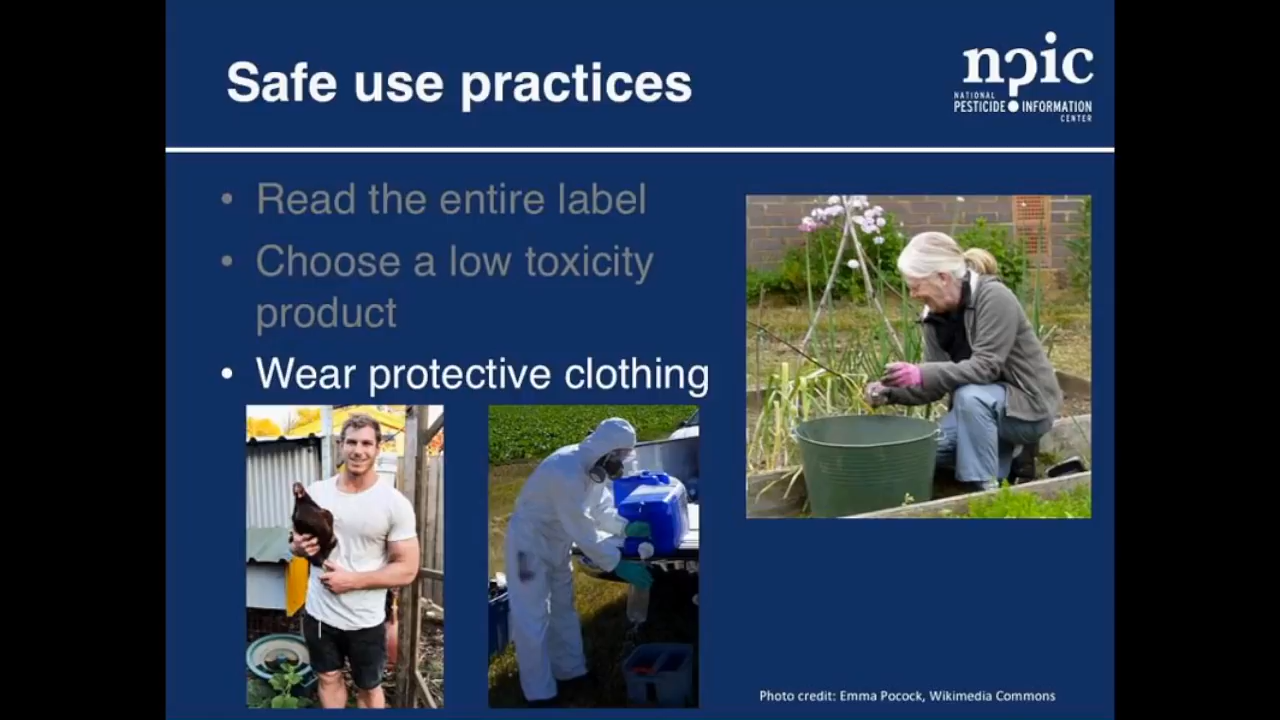 Safe use practices
npic
NATIONAL
PESTICIDE INFORMATION
CENTER
• Read the entire label
• Choose a low toxicity
product
• Wear protective clothing
Photo credit: Emma Pocock, Wikimedia Commons